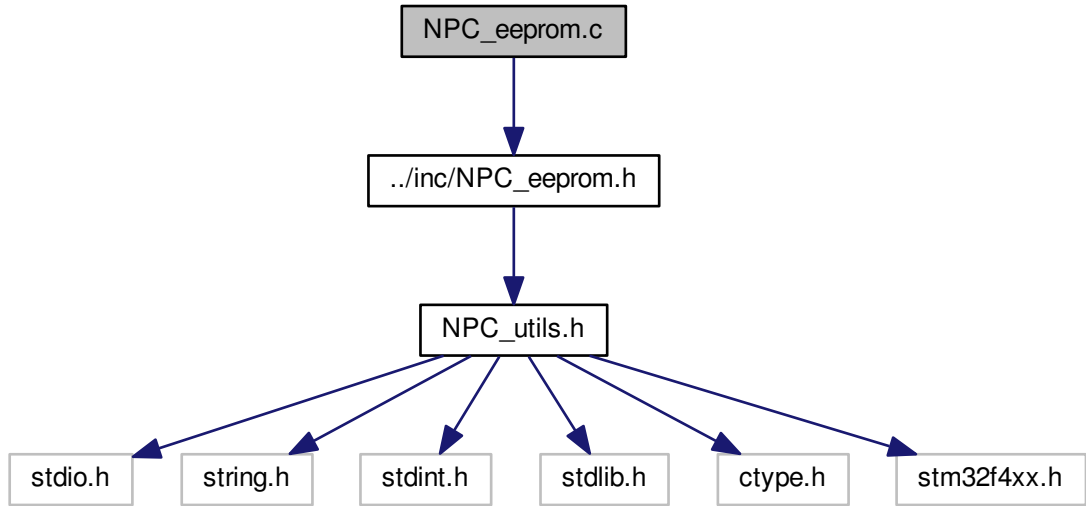 NPC_eeprom.c
../inc/NPC_eeprom.h
NPC_utils.h
stdio.h
string.h
stdint.h
stdlib.h
ctype.h
stm32f4xx.h